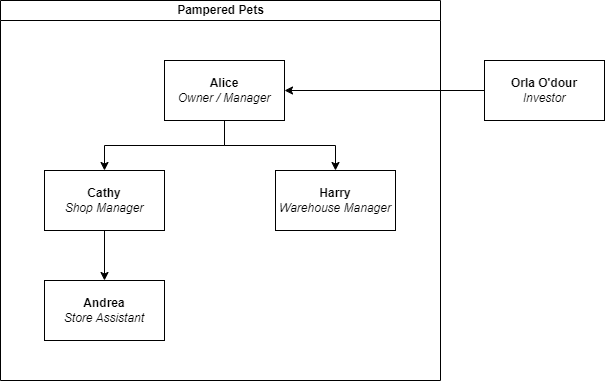 Pampered Pets
Alice
Owner / Manager
Orla O'dour
Investor
Cathy
Shop Manager
Harry
Warehouse Manager
Andrea
Store Assistant